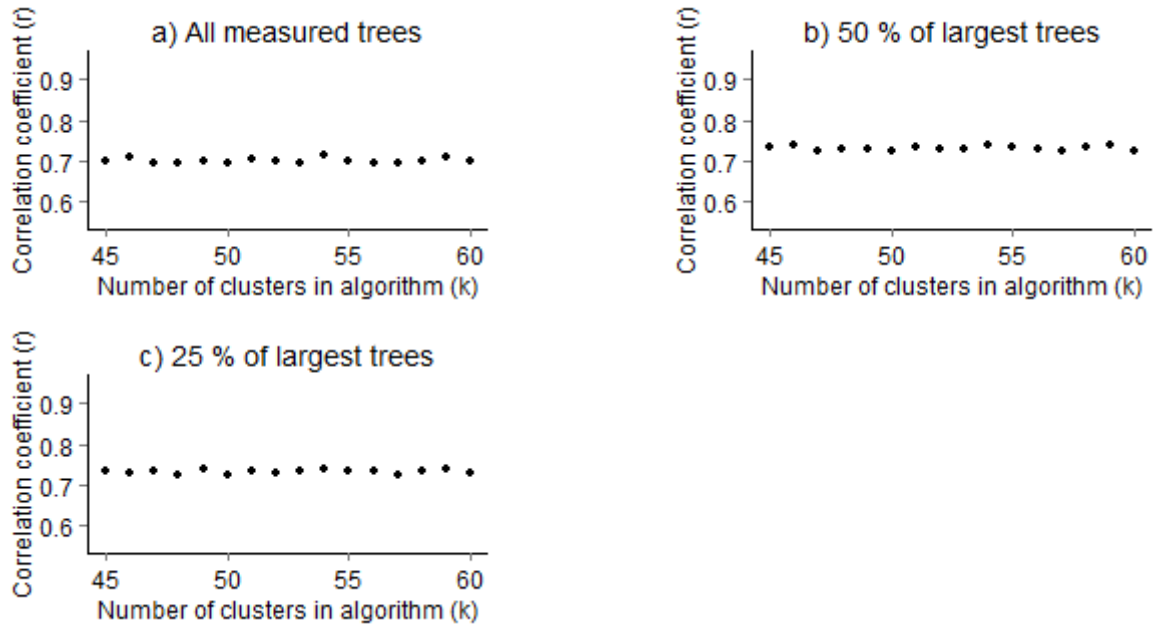 a) All measured trees
Correlation coefficient (r)
0.9
0.8
0.7
0.6
45 50 55 60
Number of clusters in algorithm (k)
b) 50 % of largest trees
Correlation coefficient (r)
0.9
0.8
0.7
0.6
45 50 55 60
Number of clusters in algorithm (k)
c) 25 % of largest trees
Correlation coefficient (r)
0.9
0.8
0.7
0.6
45 50 55 60
Number of clusters in algorithm (k)